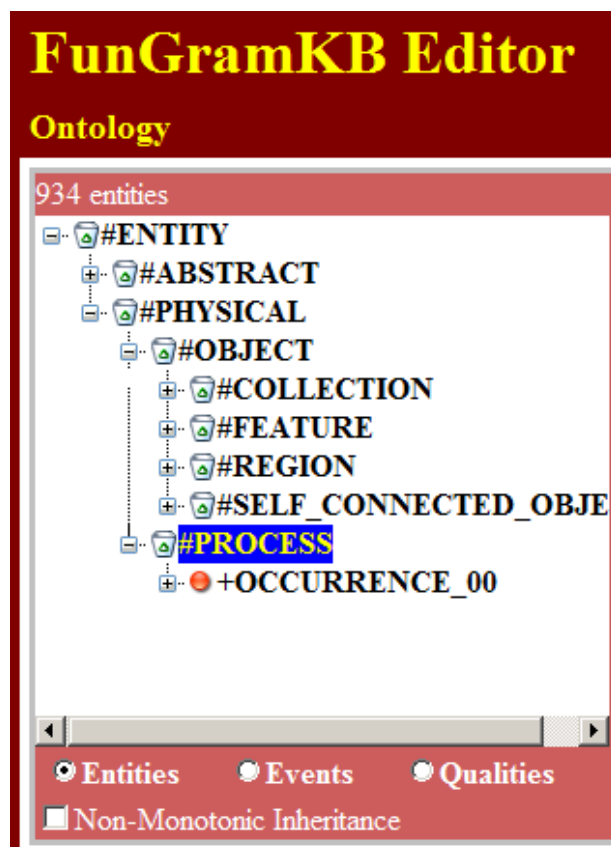 FunGramKB Editor
Ontology
934 entities
#ENTITY
#ABSTRACT
#PHYSICAL
#OBJECT
#COLLECTION
#FEATURE
#REGION
#SELF_CONNECTED_OBJE
#PROCESS
+OCCURRENCE_00
Entities Events Qualities
Non-Monotonic Inheritance